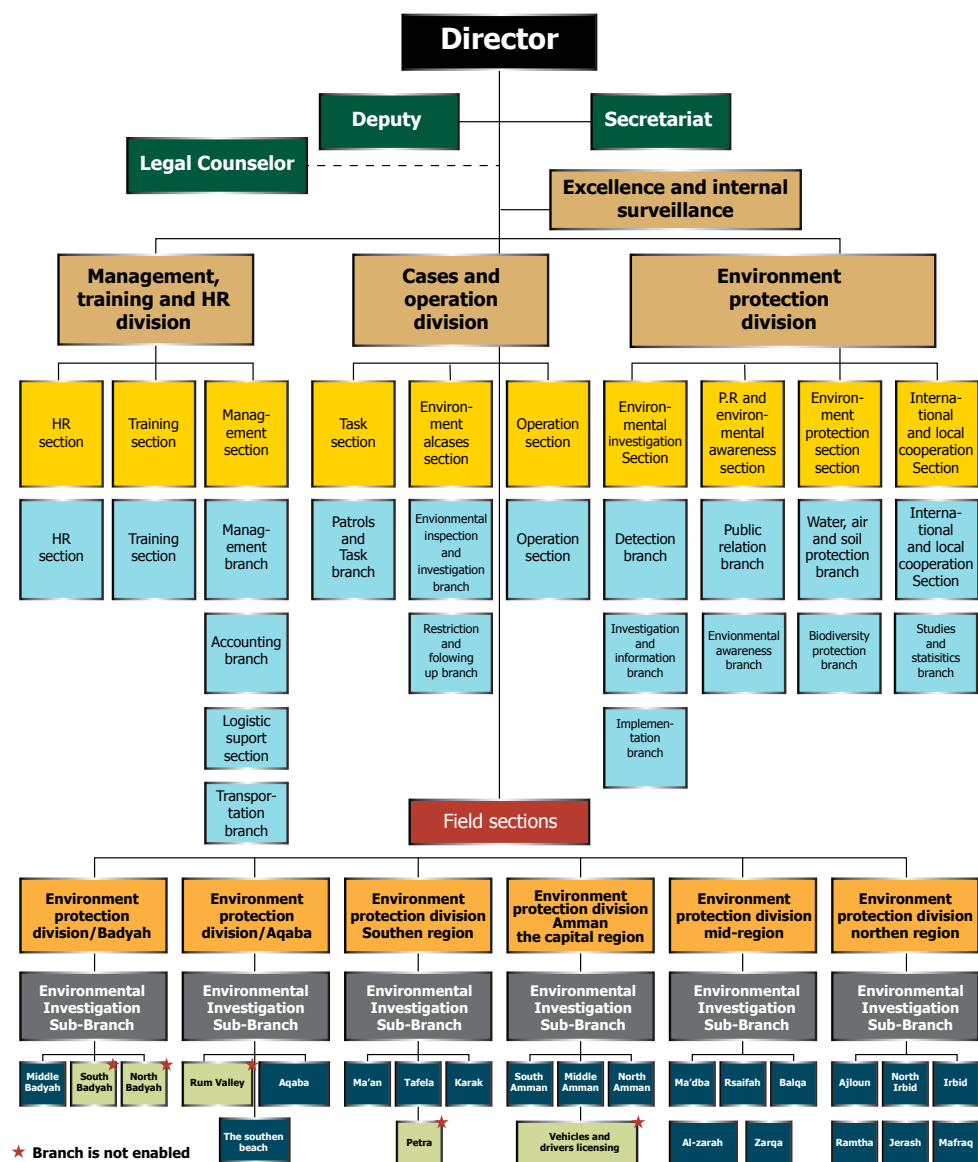 Director
Deputy
Secretariat
Legal Counselor
Excellence and internal
surveillance
Management,
training and HR
division
Cases and
operation
division
Environment
protection
division
HR
section
Training
section
Manag-
ement
section
Task
section
Environ-
ment
alcases
section
Operation
section
Environ-
mental
investigation
Section
P.R and
environ-
mental
awareness
section
Environ-
ment
protection
section
section
Interna-
tional
and local
cooperation
Section
HR
section
Training
section
Manag-
ement
branch
Patrols
and
Task
branch
Envionmental
inspection
and
investigation
branch
Operation
section
Detection
branch
Public
relation
branch
Water, air
and soil
protection
branch
Interna-
tional
and local
cooperation
Section
Accounting
branch
Restriction
and
folowing
up branch
Investigation
and
information
branch
Envionmental
awareness
branch
Biodiversity
protection
branch
Studies
and
statisitics
branch
Logistic
suport
section
Implemen-
tation
branch
Transpor-
tation
branch
Field sections
Environment
protection
division/Badyah
Environment
protection
division/Aqaba
Environment
protection division
Southen region
Environment
protection division
Amman
the capital region
Environment
protection division
mid-region
Environment
protection division
northen region
Environmental
Investigation
Sub-Branch
Environmental
Investigation
Sub-Branch
Environmental
Investigation
Sub-Branch
Environmental
Investigation
Sub-Branch
Environmental
Investigation
Sub-Branch
Environmental
Investigation
Sub-Branch
Middle
Badyah
South
Badyah
North
Badyah
Rum Valley
Aqaba
Ma'an
Tafela
Karak
South
Amman
Middle
Amman
North
Amman
Ma'dba
Rsaifah
Balqa
Ajloun
North
Irbid
Irbid
The southen
beach
Petra
Vehicles and
drivers licensing
Al-zarah
Zarqa
Ramtha
Jerash
Mafraq
★ Branch is not enabled